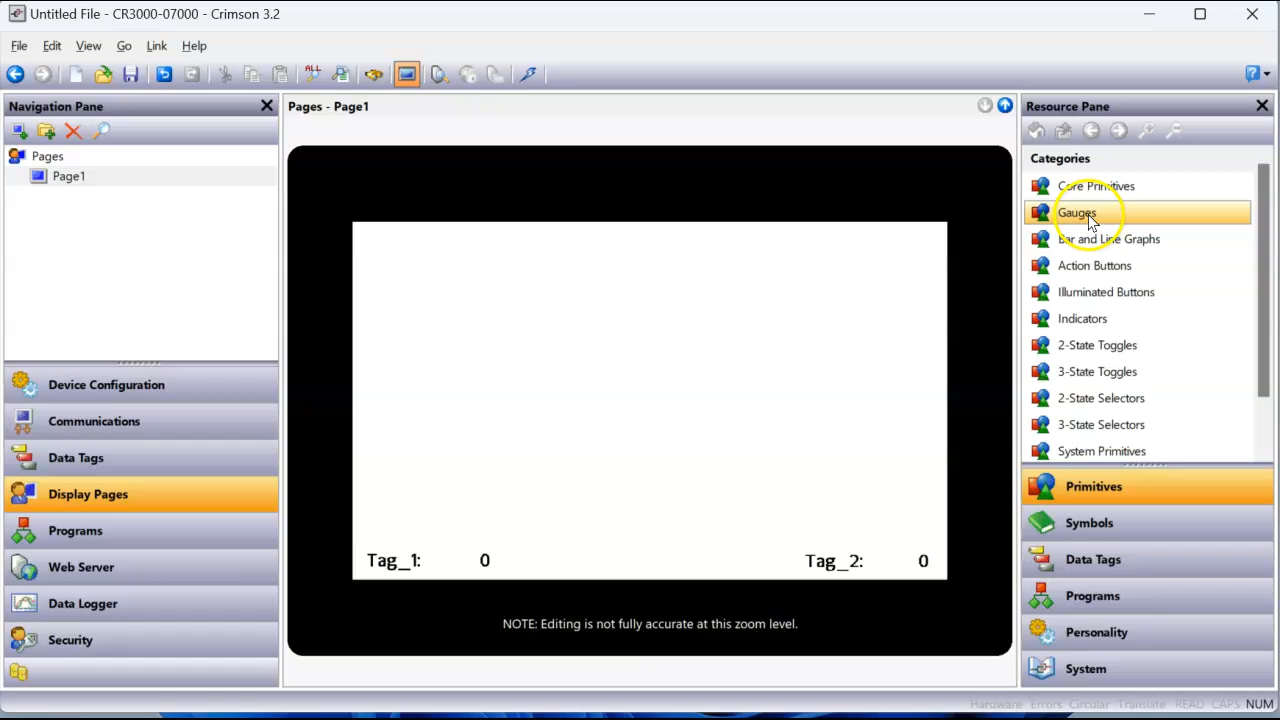 Untitled File - CR3000-07000 - Crimson 3.2
File Edit View Go Link Help
ALL
Navigation Pane
Pages
Page1
Device Configuration
Communications
Data Tags
Display Pages
Programs
Web Server
Data Logger
Security
Pages - Page1
Tag_1: 0
Tag_2: 0
NOTE: Editing is not fully accurate at this zoom level.
Resource Pane
Categories
Core Primitives
Gauges
Bar and Line Graphs
Action Buttons
Illuminated Buttons
Indicators
2-State Toggles
3-State Toggles
2-State Selectors
3-State Selectors
System Primitives
Primitives
Symbols
Data Tags
Programs
Personality
System
Hardware Errors Circular Translate READ CAPS NUM